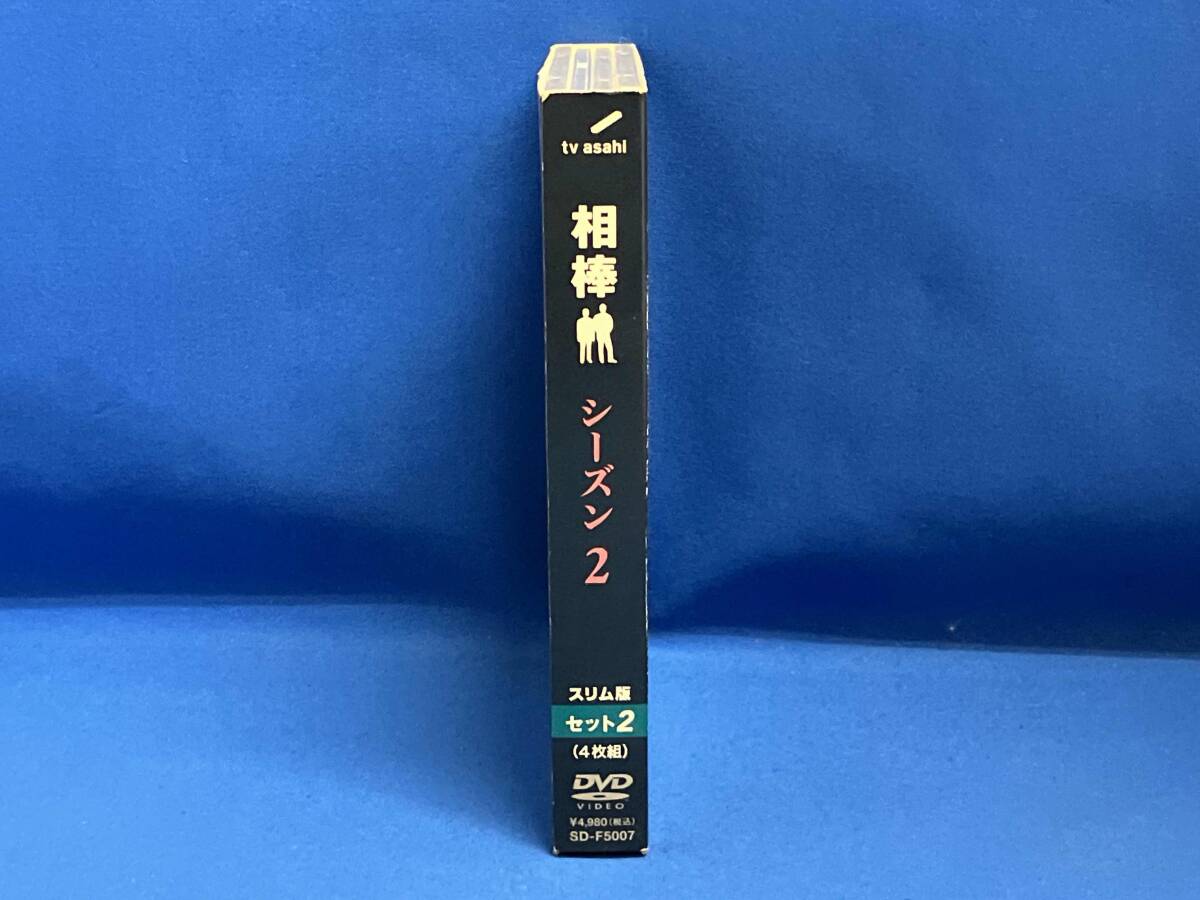 tv asahi
相棒
シーズン2
スリム版
セット2
(4枚組)
DVD
VIDEO
¥4,980(税込)
SD-F5007